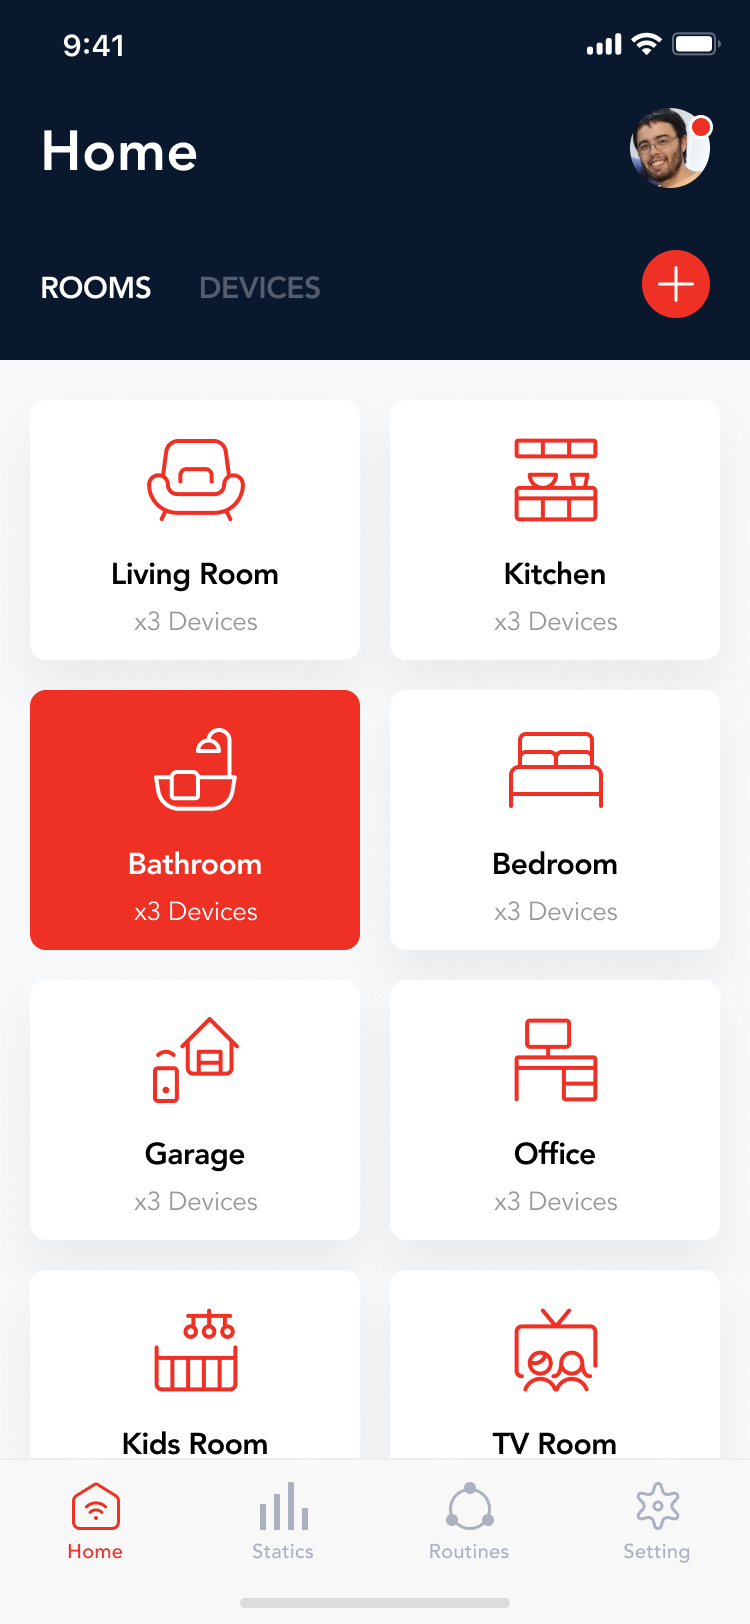 9:41
Home
ROOMS DEVICES
Living Room Kitchen
x3 Devices x3 Devices
Bathroom Bedroom
x3 Devices x3 Devices
Garage Office
x3 Devices x3 Devices
Kids Room TV Room
Home Statics Routines Setting